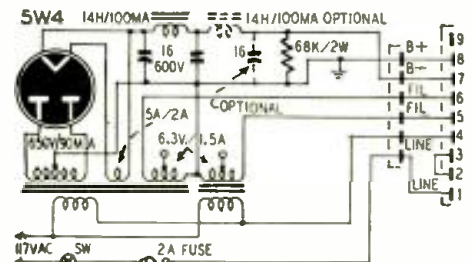 5W4
14H/100MA
14H/100MA OPTIONAL
16
600V
16
68K/2W
B+
B-
FIL
FIL
LINE
LINE
9
8
7
6
5
4
3
2
1
OPTIONAL
5A/2A
650V/90MA
6.3V/1.5A
117VAC
SW
2A FUSE